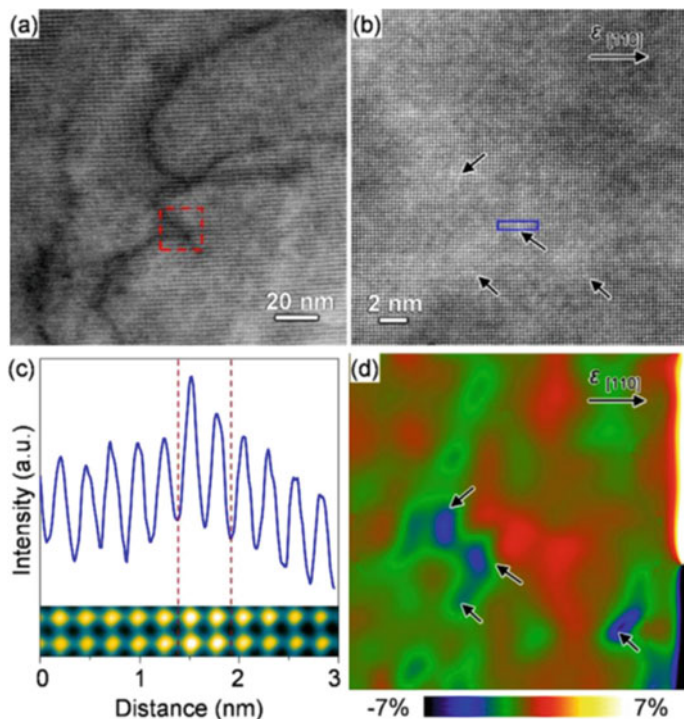 (a)
20 nm
(b)
ε [110]
2 nm
(c)
Intensity (a.u.)
0 1 2 3
Distance (nm)
(d)
ε [110]
-7% 7%